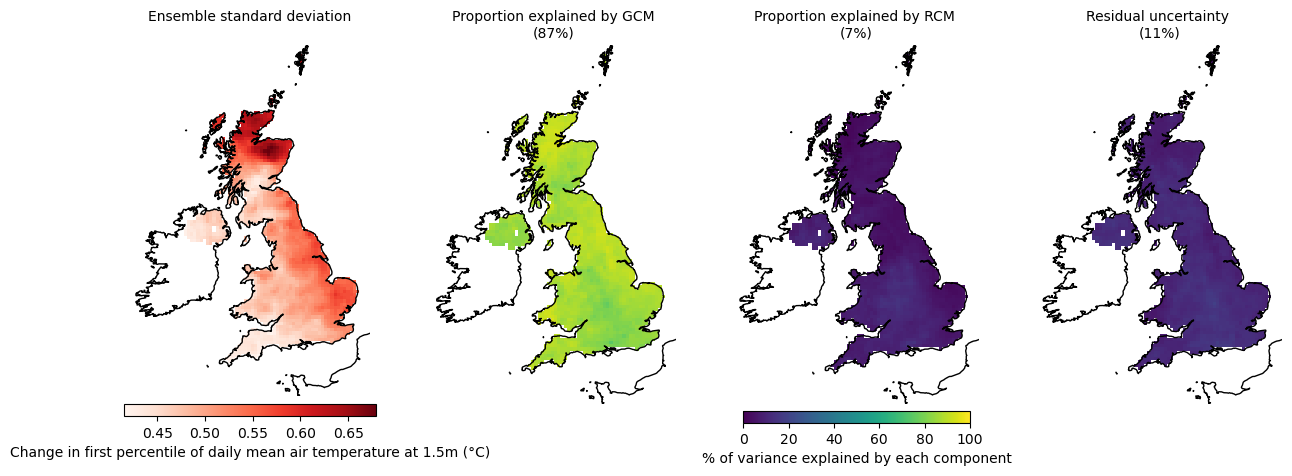 Ensemble standard deviation
Proportion explained by GCM
(87%)
Proportion explained by RCM
(7%)
Residual uncertainty
(11%)
0.45 0.50 0.55 0.60 0.65
Change in first percentile of daily mean air temperature at 1.5m (°C)
0 20 40 60 80 100
% of variance explained by each component